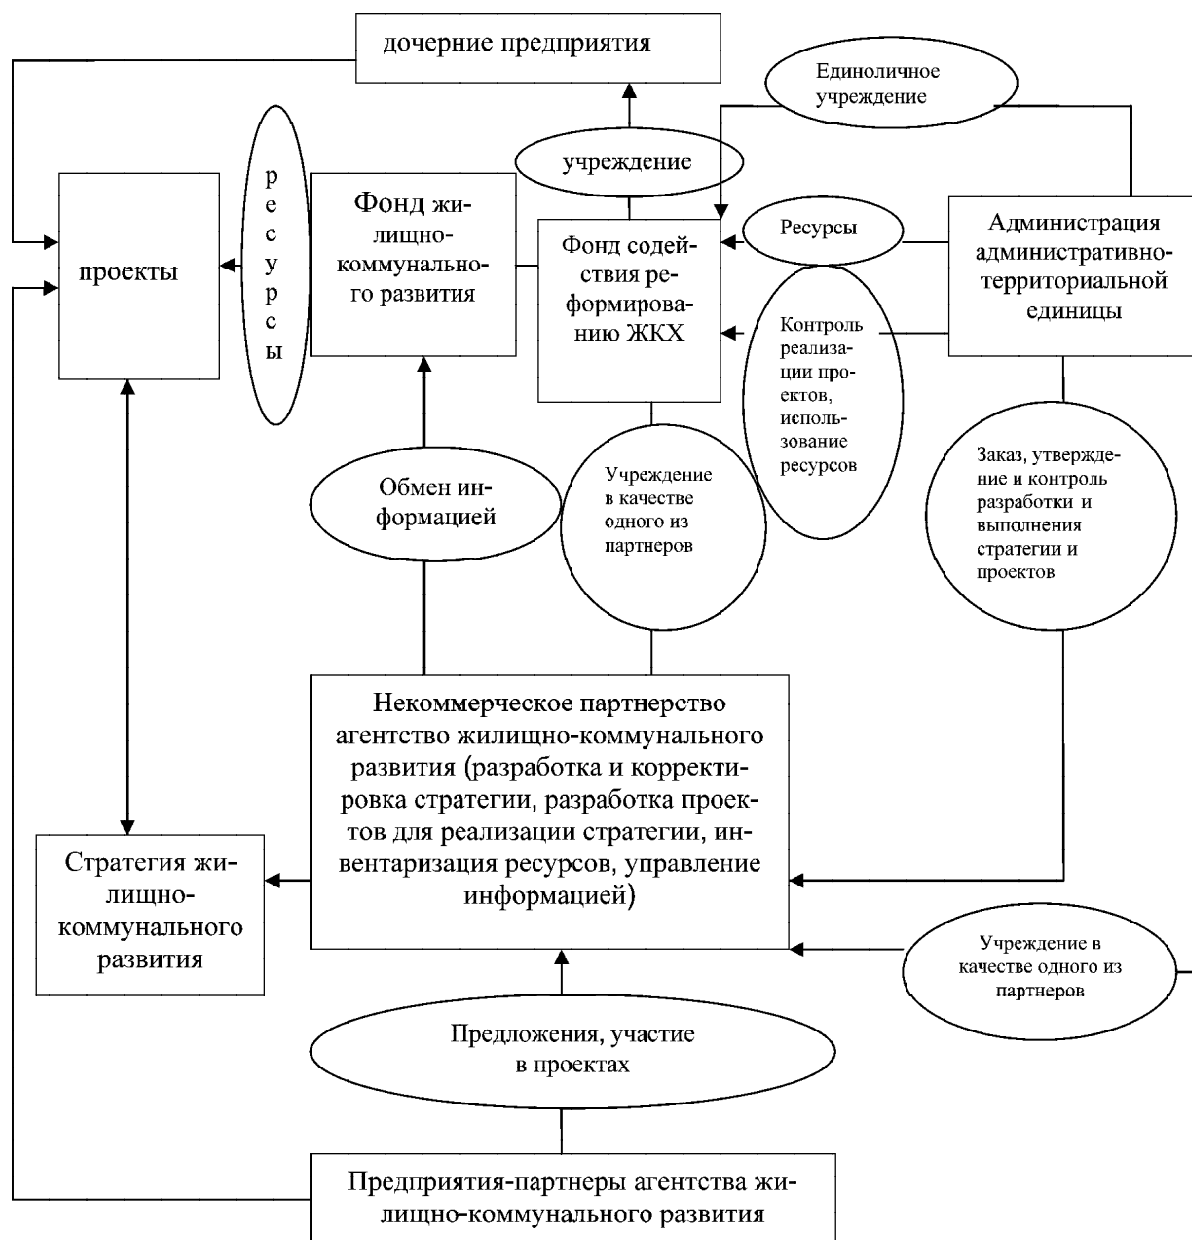 дочерние предприятия
Единоличное
учреждение
учреждение
р
е
с
у
р
с
ы
проекты
Фонд жи-
лищно-
коммунально-
го развития
Фонд содей-
ствия ре-
формирова-
нию ЖКХ
Ресурсы
Администрация
административно-
территориальной
единицы
Контроль
реализа-
ции про-
ектов,
исполь-
зование
ресурсов
Обмен ин-
формацией
Учреждение
в качестве
одного из
партнеров
Заказ, утвержде-
ние и контроль
разработки и
выполнения
стратегии и
проектов
Некоммерческое партнерство
агентство жилищно-коммунального
развития (разработка и корректи-
ровка стратегии, разработка проек-
тов для реализации стратегии, ин-
вентаризация ресурсов, управление
информацией)
Стратегия жи-
лищно-
коммунального
развития
Учреждение в
качестве одного из
партнеров
Предложения, участие
в проектах
Предприятия-партнеры агентства жи-
лищно-коммунального развития